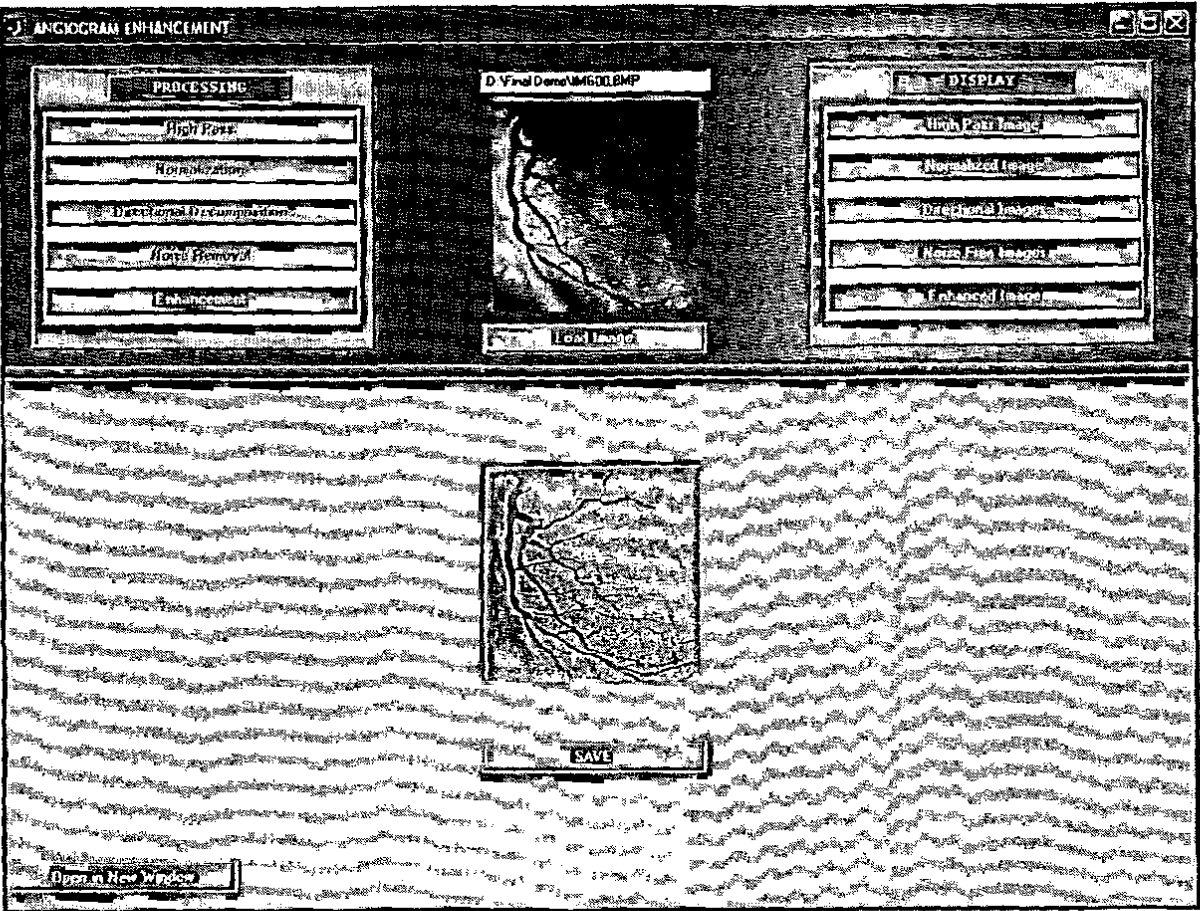 ANGIOGRAM ENHANCEMENT
PROCESSING
High Pass
Normalization
Directional Decomposition
Noise Removal
Enhancement
D:\Final Demo\IM600.BMP
Load Image
DISPLAY
High Pass Image
Normalized Image
Directional Images
Noise Free Images
Enhanced Image
SAVE
Open in New Window